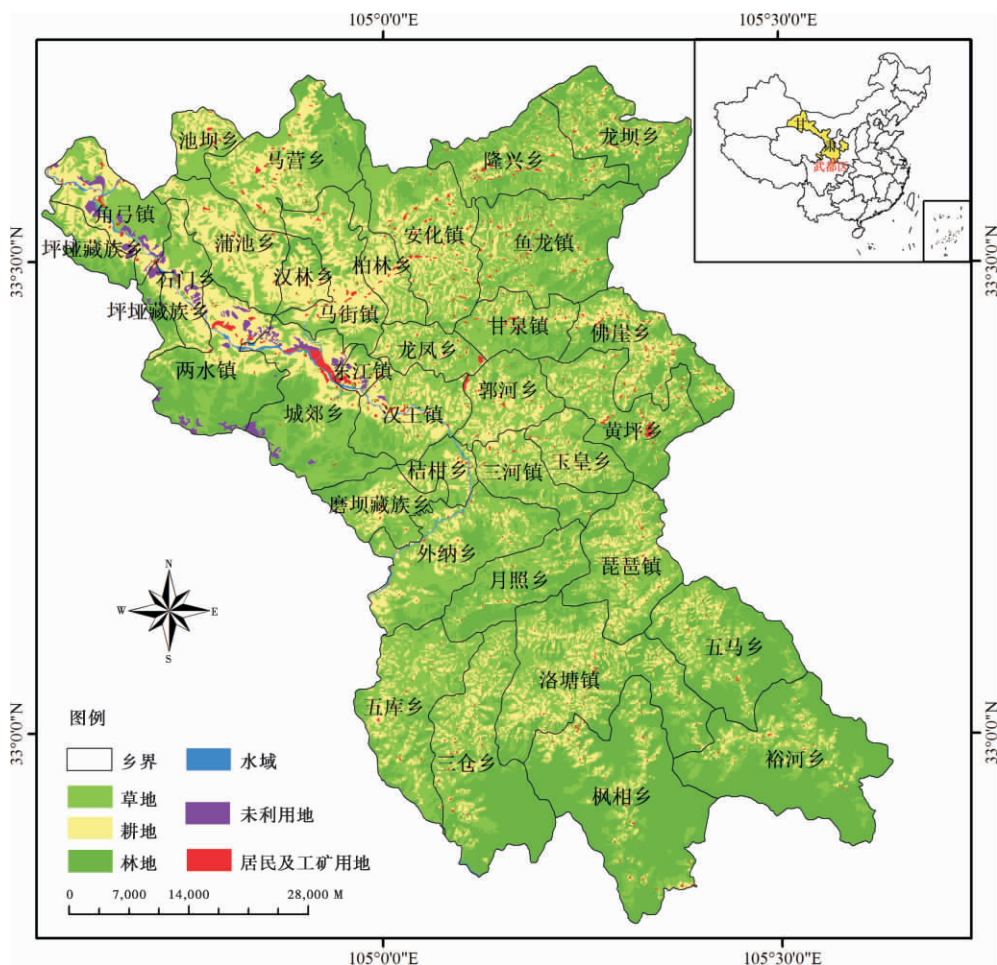 105°0′0″E
105°30′0″E
甘
肃
武都区
池坝乡
马营乡
隆兴乡
龙坝乡
角弓镇
坪垭藏族乡
蒲池乡
安化镇
鱼龙镇
石门乡
汉林乡
柏林乡
坪垭藏族乡
马街镇
甘泉镇
佛崖乡
两水镇
东江镇
龙凤乡
城郊乡
汉王镇
郭河乡
黄坪乡
桔柑乡
三河镇
玉皇乡
磨坝藏族乡
外纳乡
月照乡
琵琶镇
五马乡
五库乡
洛塘镇
三仓乡
枫相乡
裕河乡
33°30′0″N
33°30′0″N
33°0′0″N
33°0′0″N
N
W
E
S
图例
乡界
水域
草地
未利用地
耕地
林地
居民及工矿用地
0 7,000 14,000 28,000 M
105°0′0″E
105°30′0″E